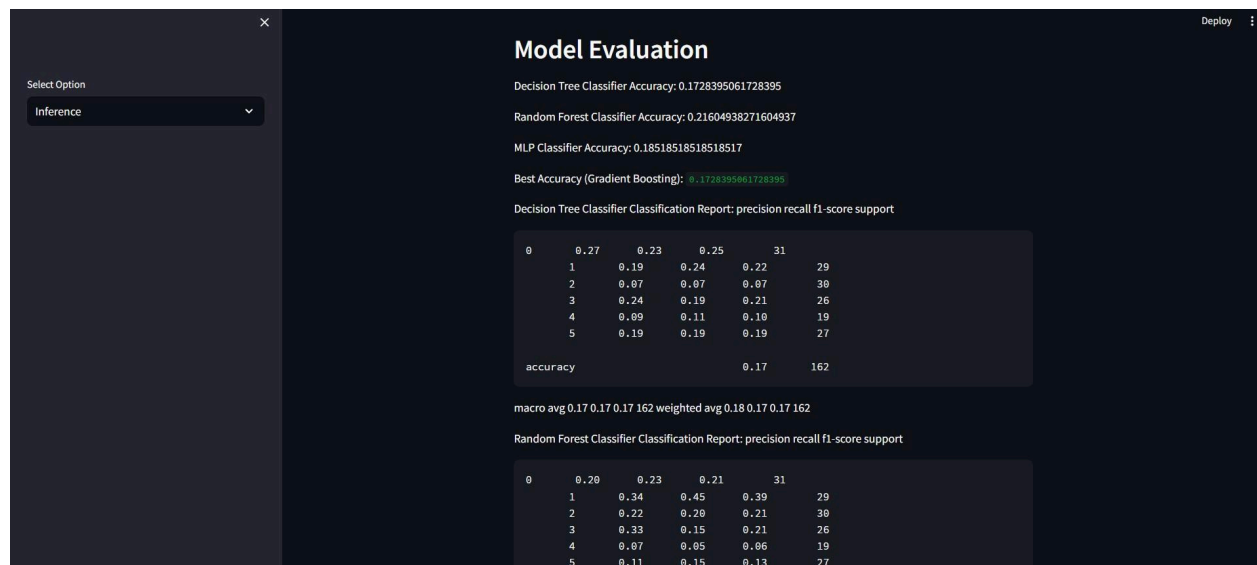 Deploy
Select Option
Inference
Model Evaluation
Decision Tree Classifier Accuracy: 0.1728395061728395
Random Forest Classifier Accuracy: 0.21604938271604937
MLP Classifier Accuracy: 0.18518518518518517
Best Accuracy (Gradient Boosting): 0.1728395061728395
Decision Tree Classifier Classification Report: precision recall f1-score support
0 0.27 0.23 0.25 31
1 0.19 0.24 0.22 29
2 0.07 0.07 0.07 30
3 0.24 0.19 0.21 26
4 0.09 0.11 0.10 19
5 0.19 0.19 0.19 27
accuracy 0.17 162
macro avg 0.17 0.17 0.17 162 weighted avg 0.18 0.17 0.17 162
Random Forest Classifier Classification Report: precision recall f1-score support
0 0.20 0.23 0.21 31
1 0.34 0.45 0.39 29
2 0.22 0.20 0.21 30
3 0.33 0.15 0.21 26
4 0.07 0.05 0.06 19
5 0.11 0.15 0.13 27